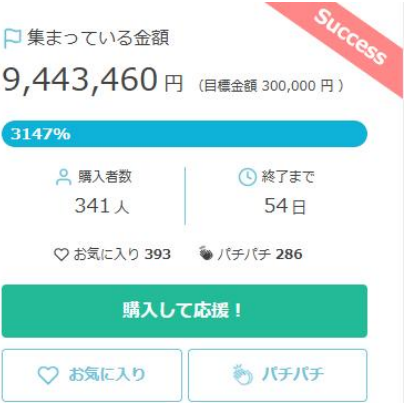 Success
集まっている金額
9,443,460 円 （目標金額 300,000 円 ）
3147%
購入者数 終了まで
341 人 54 日
お気に入り 393 パチパチ 286
購入して応援！
お気に入り パチパチ